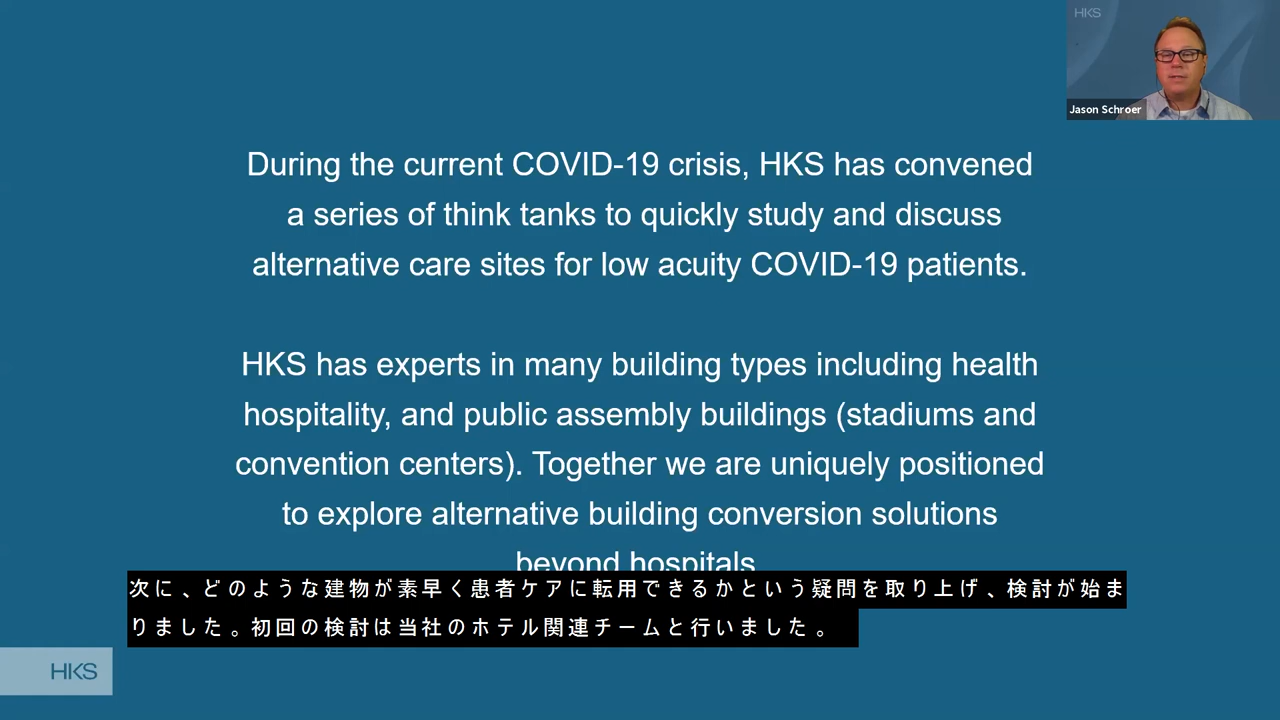 HKS
Jason Schroer
During the current COVID-19 crisis, HKS has convened
a series of think tanks to quickly study and discuss
alternative care sites for low acuity COVID-19 patients.
HKS has experts in many building types including health
hospitality, and public assembly buildings (stadiums and
convention centers). Together we are uniquely positioned
to explore alternative building conversion solutions
beyond hospitals
次に、どのような建物が素早く患者ケアに転用できるかという疑問を取り上げ、検討が始ま
りました。初回の検討は当社のホテル関連チームと行いました。
HKS